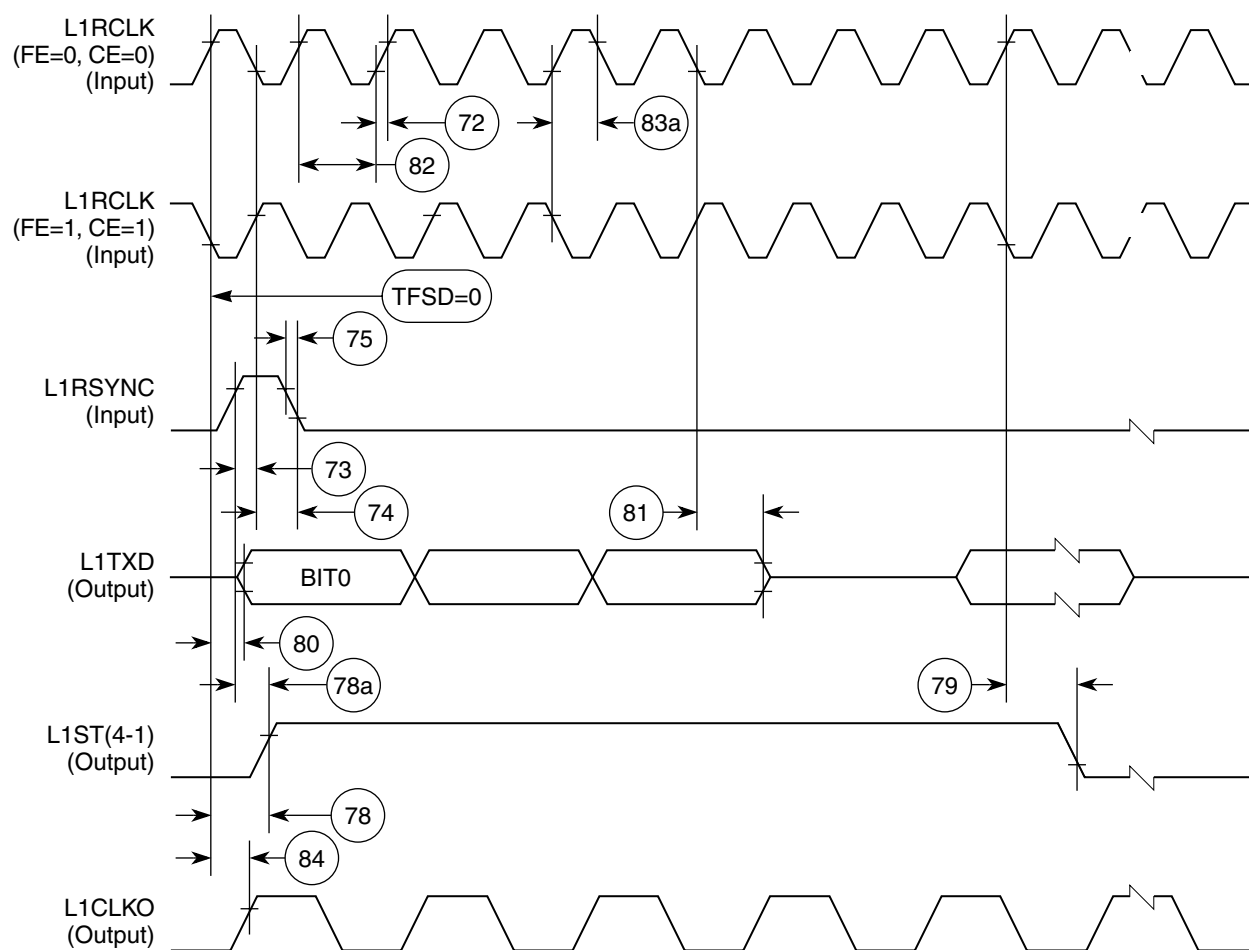 L1RCLK
(FE=0, CE=0)
(Input)
72
83a
82
L1RCLK
(FE=1, CE=1)
(Input)
TFSD=0
75
L1RSYNC
(Input)
73
74
81
L1TXD
(Output)
BIT0
80
78a
79
L1ST(4-1)
(Output)
78
84
L1CLKO
(Output)